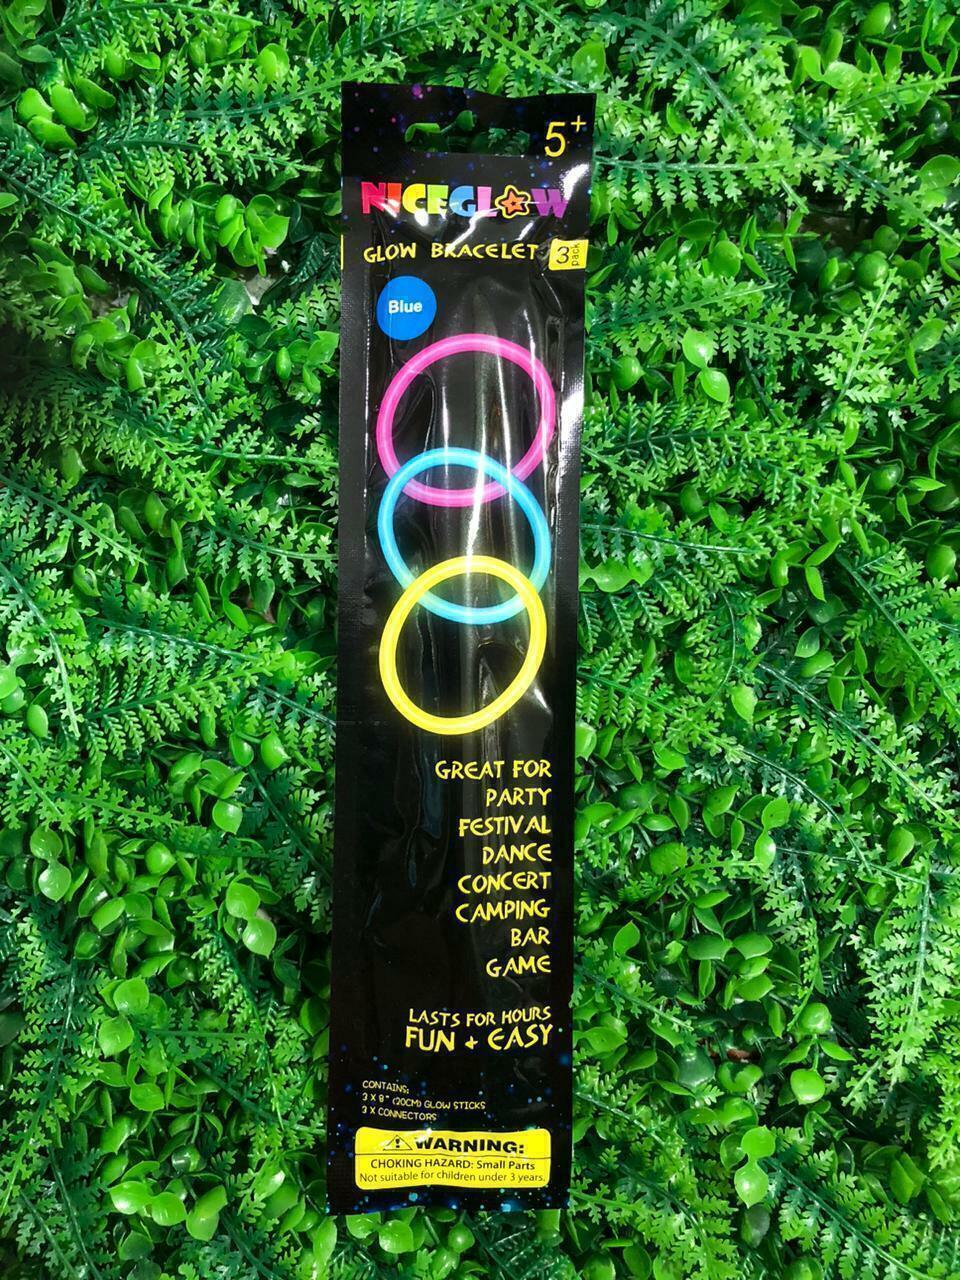 5+
NICEGLOW
GLOW BRACELET 3 pack
Blue
GREAT FOR
PARTY
FESTIVAL
DANCE
CONCERT
CAMPING
BAR
GAME
LASTS FOR HOURS
FUN + EASY
CONTAINS:
3 X 8" (20CM) GLOW STICKS
3 X CONNECTORS
WARNING:
CHOKING HAZARD: Small Parts
Not suitable for children under 3 years.